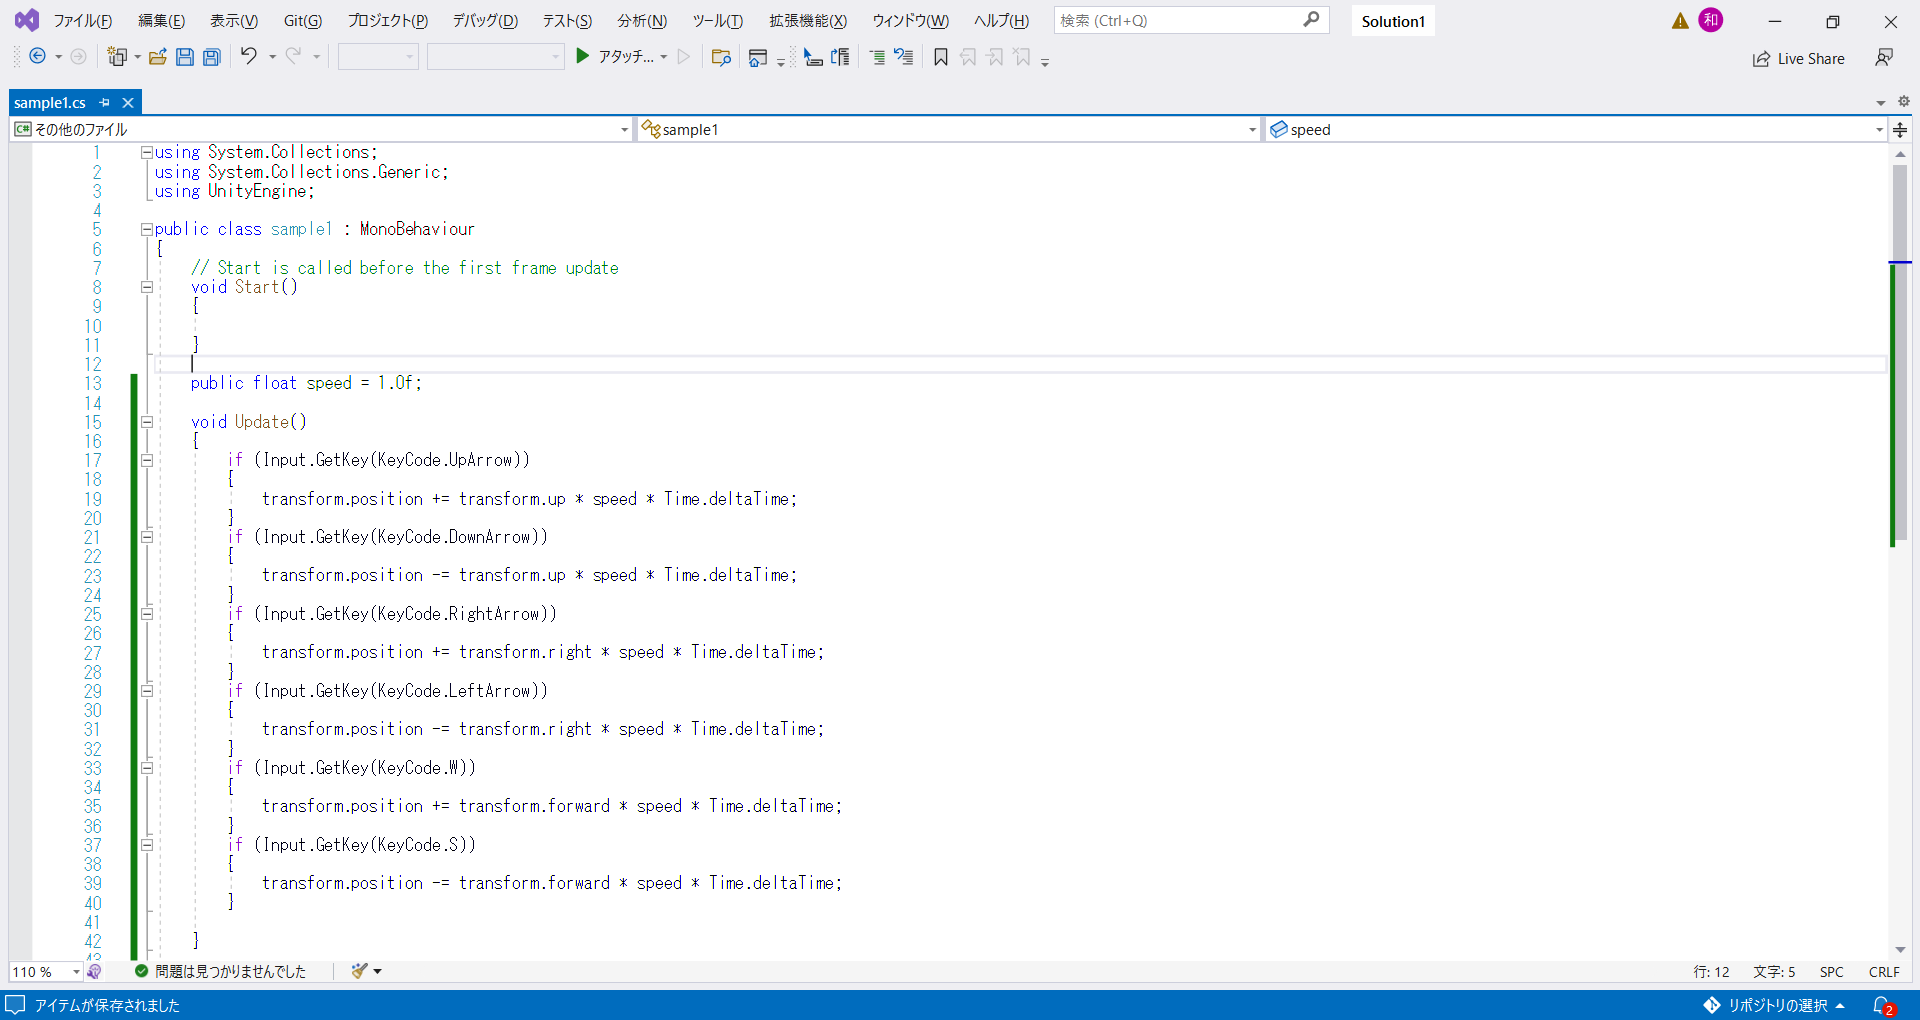 ファイル(F) 編集(E) 表示(V) Git(G) プロジェクト(P) デバッグ(D) テスト(S) 分析(N) ツール(T) 拡張機能(X) ウィンドウ(W) ヘルプ(H) 検索 (Ctrl+Q) Solution1 和
アタッチ... Live Share
sample1.cs
C# その他のファイル sample1 speed
1 using System.Collections;
2 using System.Collections.Generic;
3 using UnityEngine;
4
5 public class sample1 : MonoBehaviour
6 {
7 // Start is called before the first frame update
8 void Start()
9 {
10
11 }
12
13 public float speed = 1.0f;
14
15 void Update()
16 {
17 if (Input.GetKey(KeyCode.UpArrow))
18 {
19 transform.position += transform.up * speed * Time.deltaTime;
20 }
21 if (Input.GetKey(KeyCode.DownArrow))
22 {
23 transform.position -= transform.up * speed * Time.deltaTime;
24 }
25 if (Input.GetKey(KeyCode.RightArrow))
26 {
27 transform.position += transform.right * speed * Time.deltaTime;
28 }
29 if (Input.GetKey(KeyCode.LeftArrow))
30 {
31 transform.position -= transform.right * speed * Time.deltaTime;
32 }
33 if (Input.GetKey(KeyCode.W))
34 {
35 transform.position += transform.forward * speed * Time.deltaTime;
36 }
37 if (Input.GetKey(KeyCode.S))
38 {
39 transform.position -= transform.forward * speed * Time.deltaTime;
40 }
41
42 }
43
110 % 問題は見つかりませんでした 行: 12 文字: 5 SPC CRLF
アイテムが保存されました リポジトリの選択 2